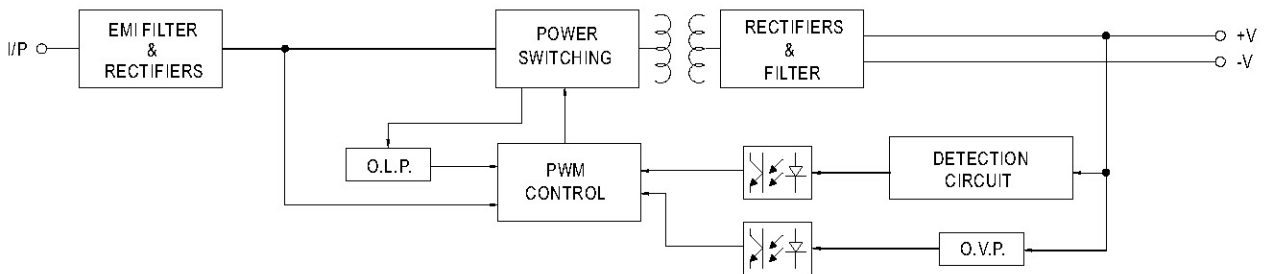 I/P
EMI FILTER
&
RECTIFIERS
POWER
SWITCHING
RECTIFIERS
&
FILTER
+V
-V
O.L.P.
PWM
CONTROL
DETECTION
CIRCUIT
O.V.P.